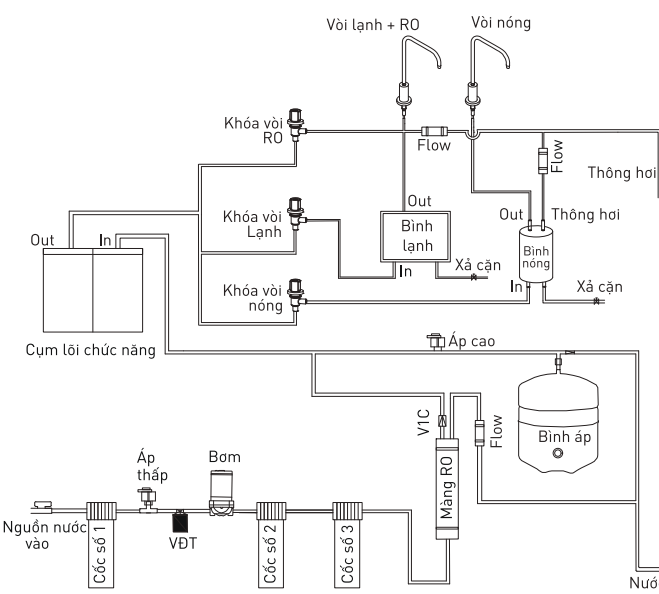 Vòi lạnh + RO
Vòi nóng
Khóa vòi
RO
Flow
Flow
Thông hơi
Khóa vòi
Lạnh
Out
Bình
lạnh
In
Xả cặn
Out
Thông hơi
Bình
nóng
In
Xả cặn
Out
In
Khóa vòi
nóng
Cụm lõi chức năng
Áp cao
V1C
Flow
Bình áp
Màng RO
Áp
thấp
Bơm
Nguồn nước
vào
Cốc số 1
VĐT
Cốc số 2
Cốc số 3
Nước